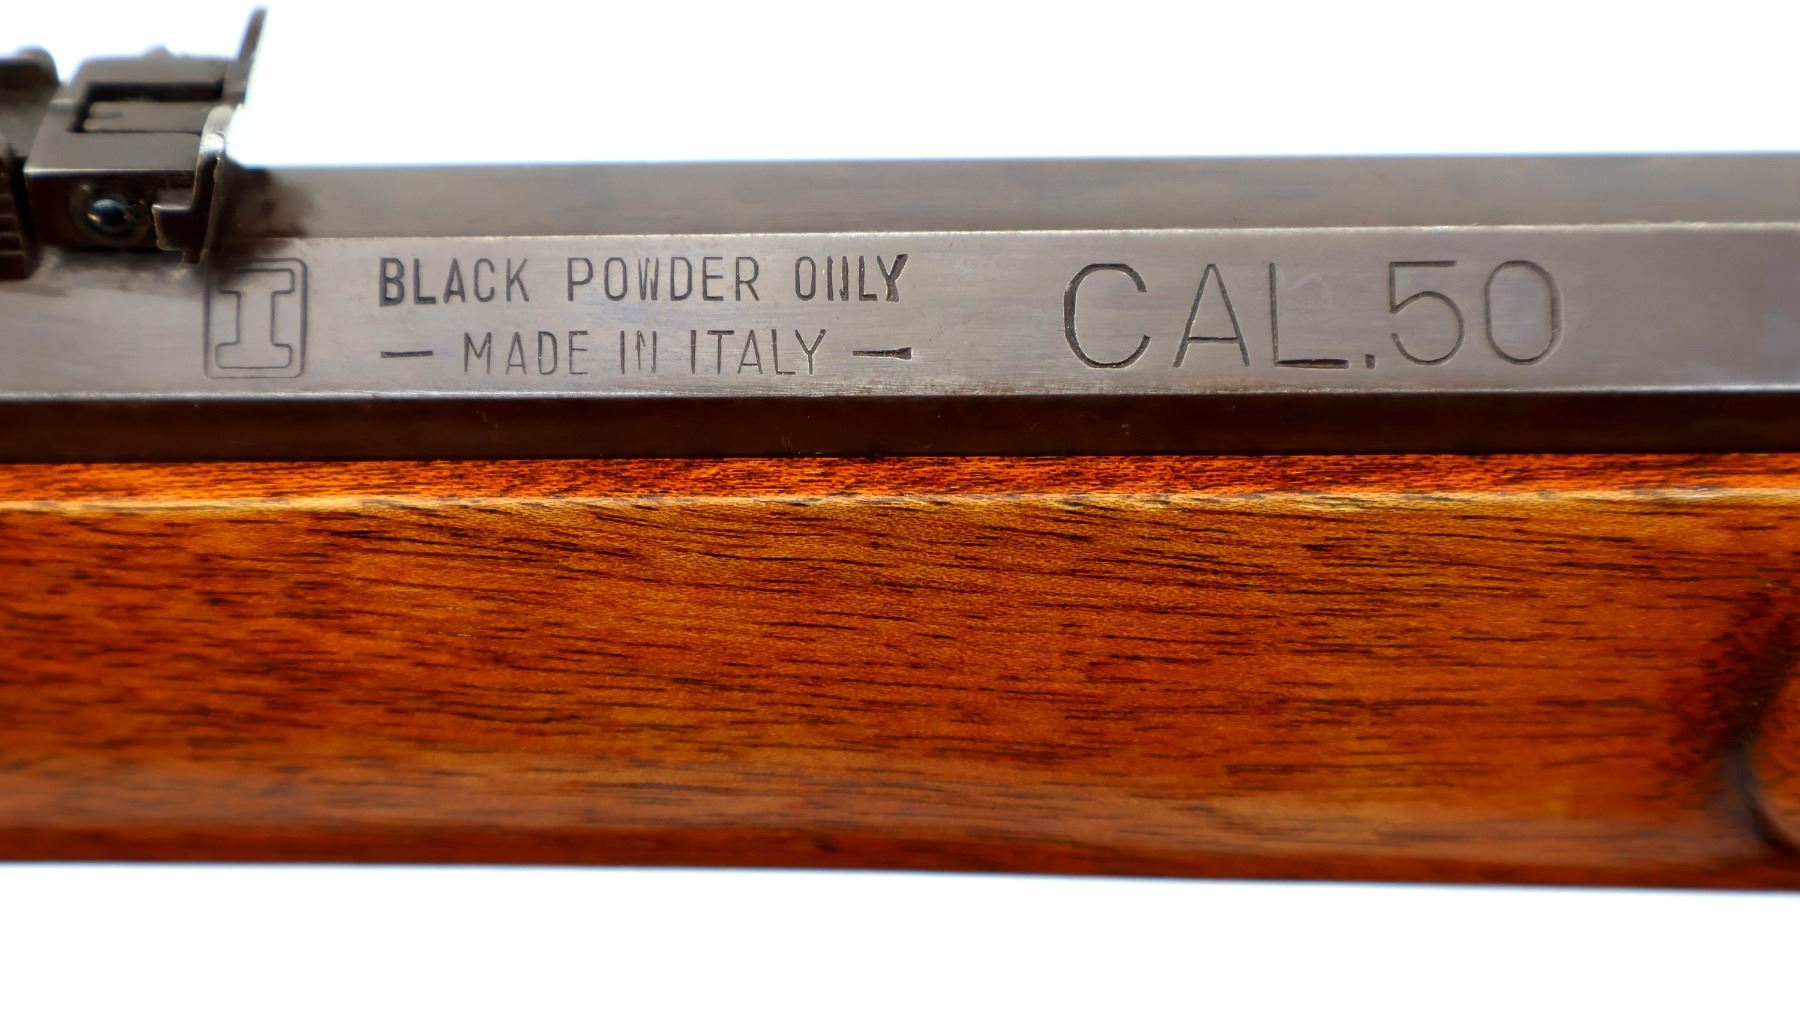 I
BLACK POWDER ONLY
— MADE IN ITALY —
CAL.50